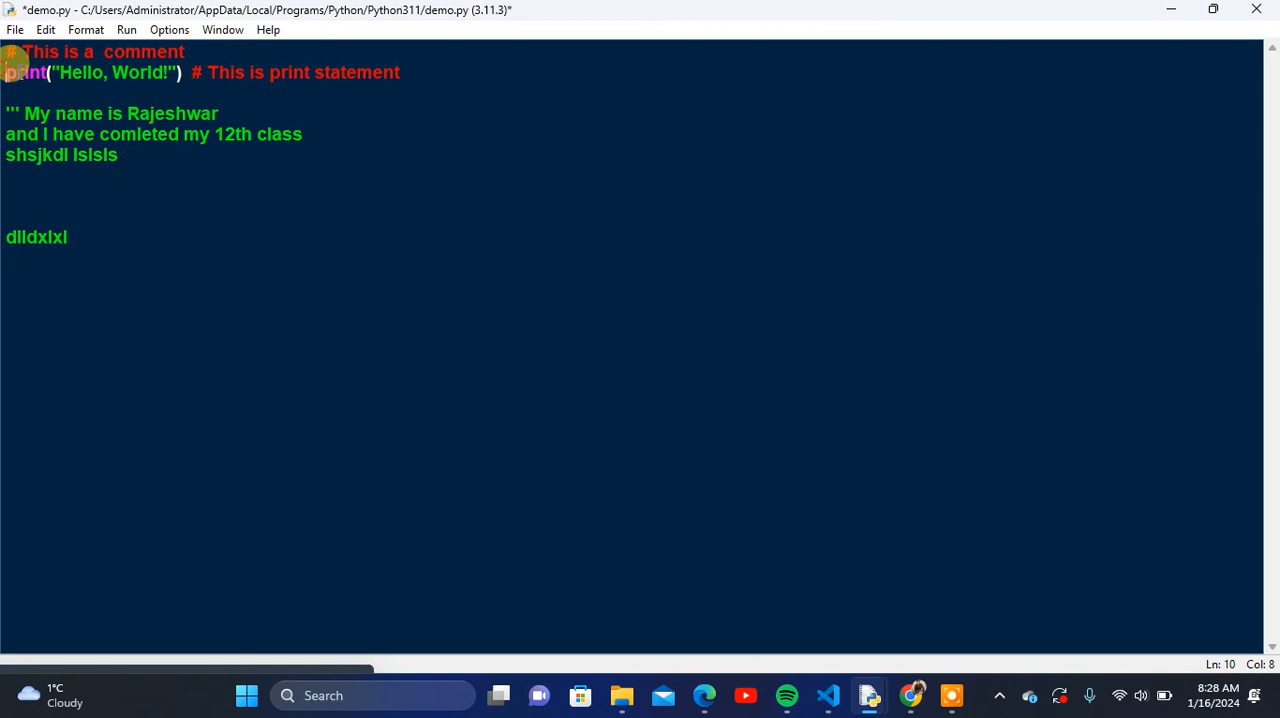 *demo.py - C:/Users/Administrator/AppData/Local/Programs/Python/Python311/demo.py (3.11.3)*
File Edit Format Run Options Window Help
# This is a  comment
print("Hello, World!")  # This is print statement
''' My name is Rajeshwar
and I have comleted my 12th class
shsjkdl lslsls
dlldxlxl
Ln: 10 Col: 8
1°C
Cloudy
Search
8:28 AM
1/16/2024